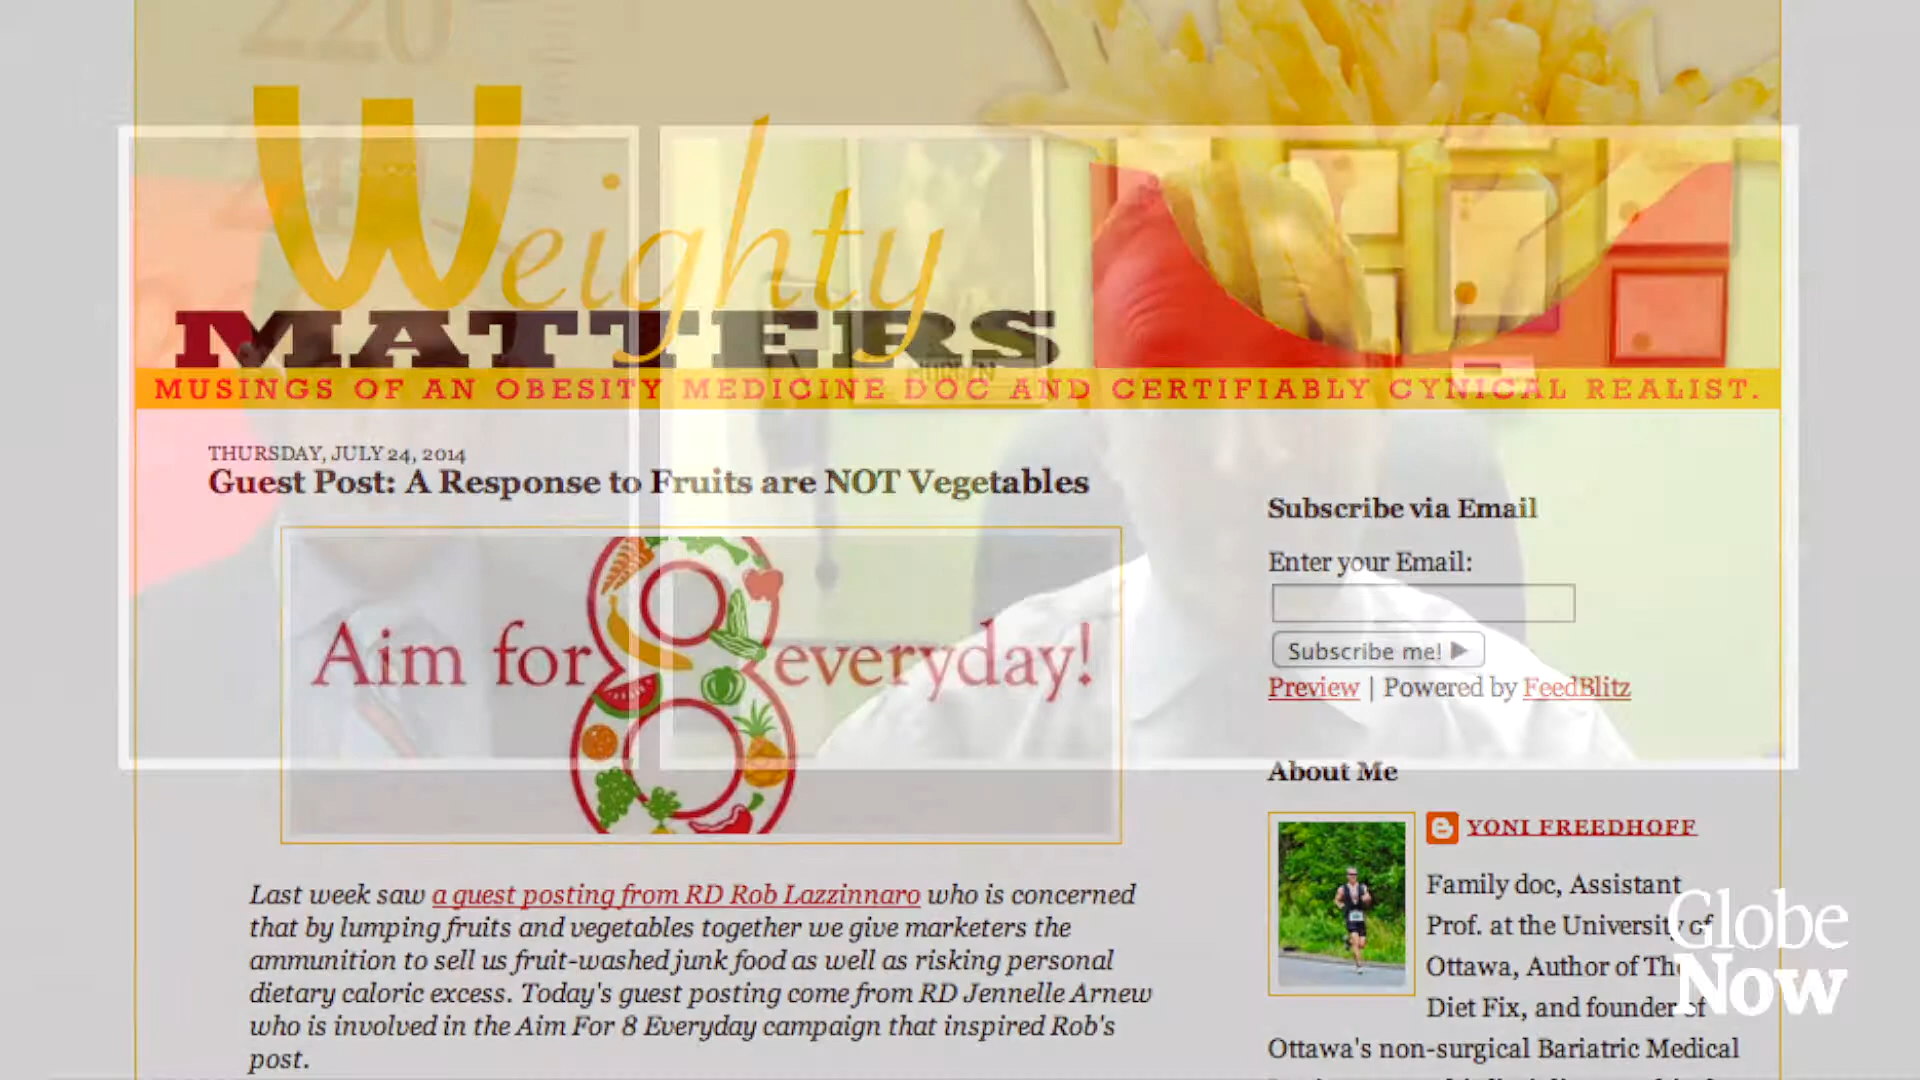 220
Weighty
MATTERS
MUSINGS OF AN OBESITY MEDICINE DOC AND CERTIFIABLY CYNICAL REALIST.
THURSDAY, JULY 24, 2014
Guest Post: A Response to Fruits are NOT Vegetables
Aim for 8 everyday!
Last week saw a guest posting from RD Rob Lazzinnaro who is concerned
that by lumping fruits and vegetables together we give marketers the
ammunition to sell us fruit-washed junk food as well as risking personal
dietary caloric excess. Today's guest posting come from RD Jennelle Arnew
who is involved in the Aim For 8 Everyday campaign that inspired Rob's
post.
Subscribe via Email
Enter your Email:
Subscribe me! ▶
Preview | Powered by FeedBlitz
About Me
YONI FREEDHOFF
Family doc, Assistant
Prof. at the University of
Ottawa, Author of The
Diet Fix, and founder of
Ottawa's non-surgical Bariatric Medical
Globe
Now